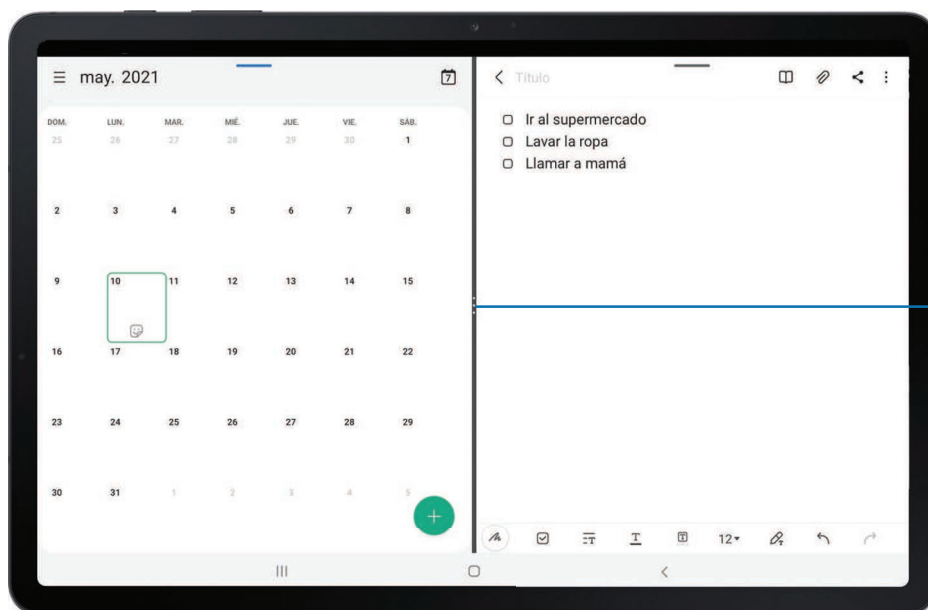 may. 2021
7
DOM. LUN. MAR. MIÉ. JUE. VIE. SÁB.
25 26 27 28 29 30 1
2 3 4 5 6 7 8
9 10 11 12 13 14 15
16 17 18 19 20 21 22
23 24 25 26 27 28 29
30 31 1 2 3 4 5
Título
Ir al supermercado
Lavar la ropa
Llamar a mamá
12